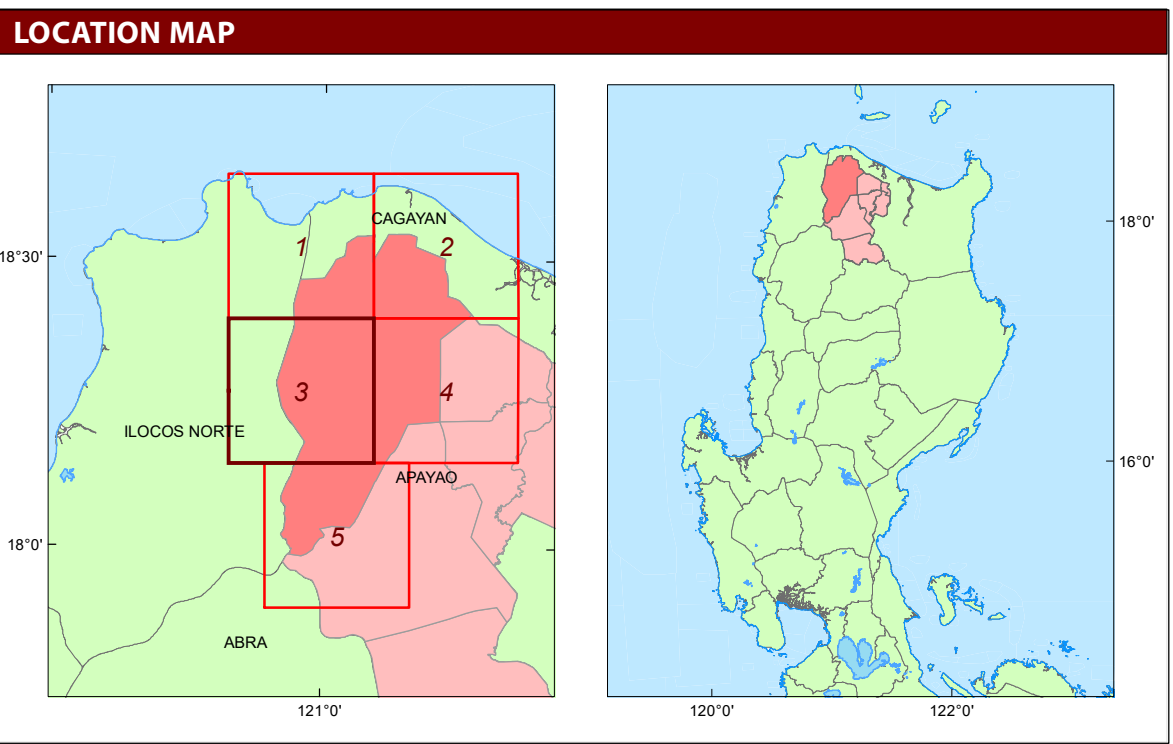 LOCATION MAP
CAGAYAN
1
2
18°30'
3
4
ILOCOS NORTE
APAYAO
5
18°0'
ABRA
121°0'
18°0'
16°0'
120°0'
122°0'